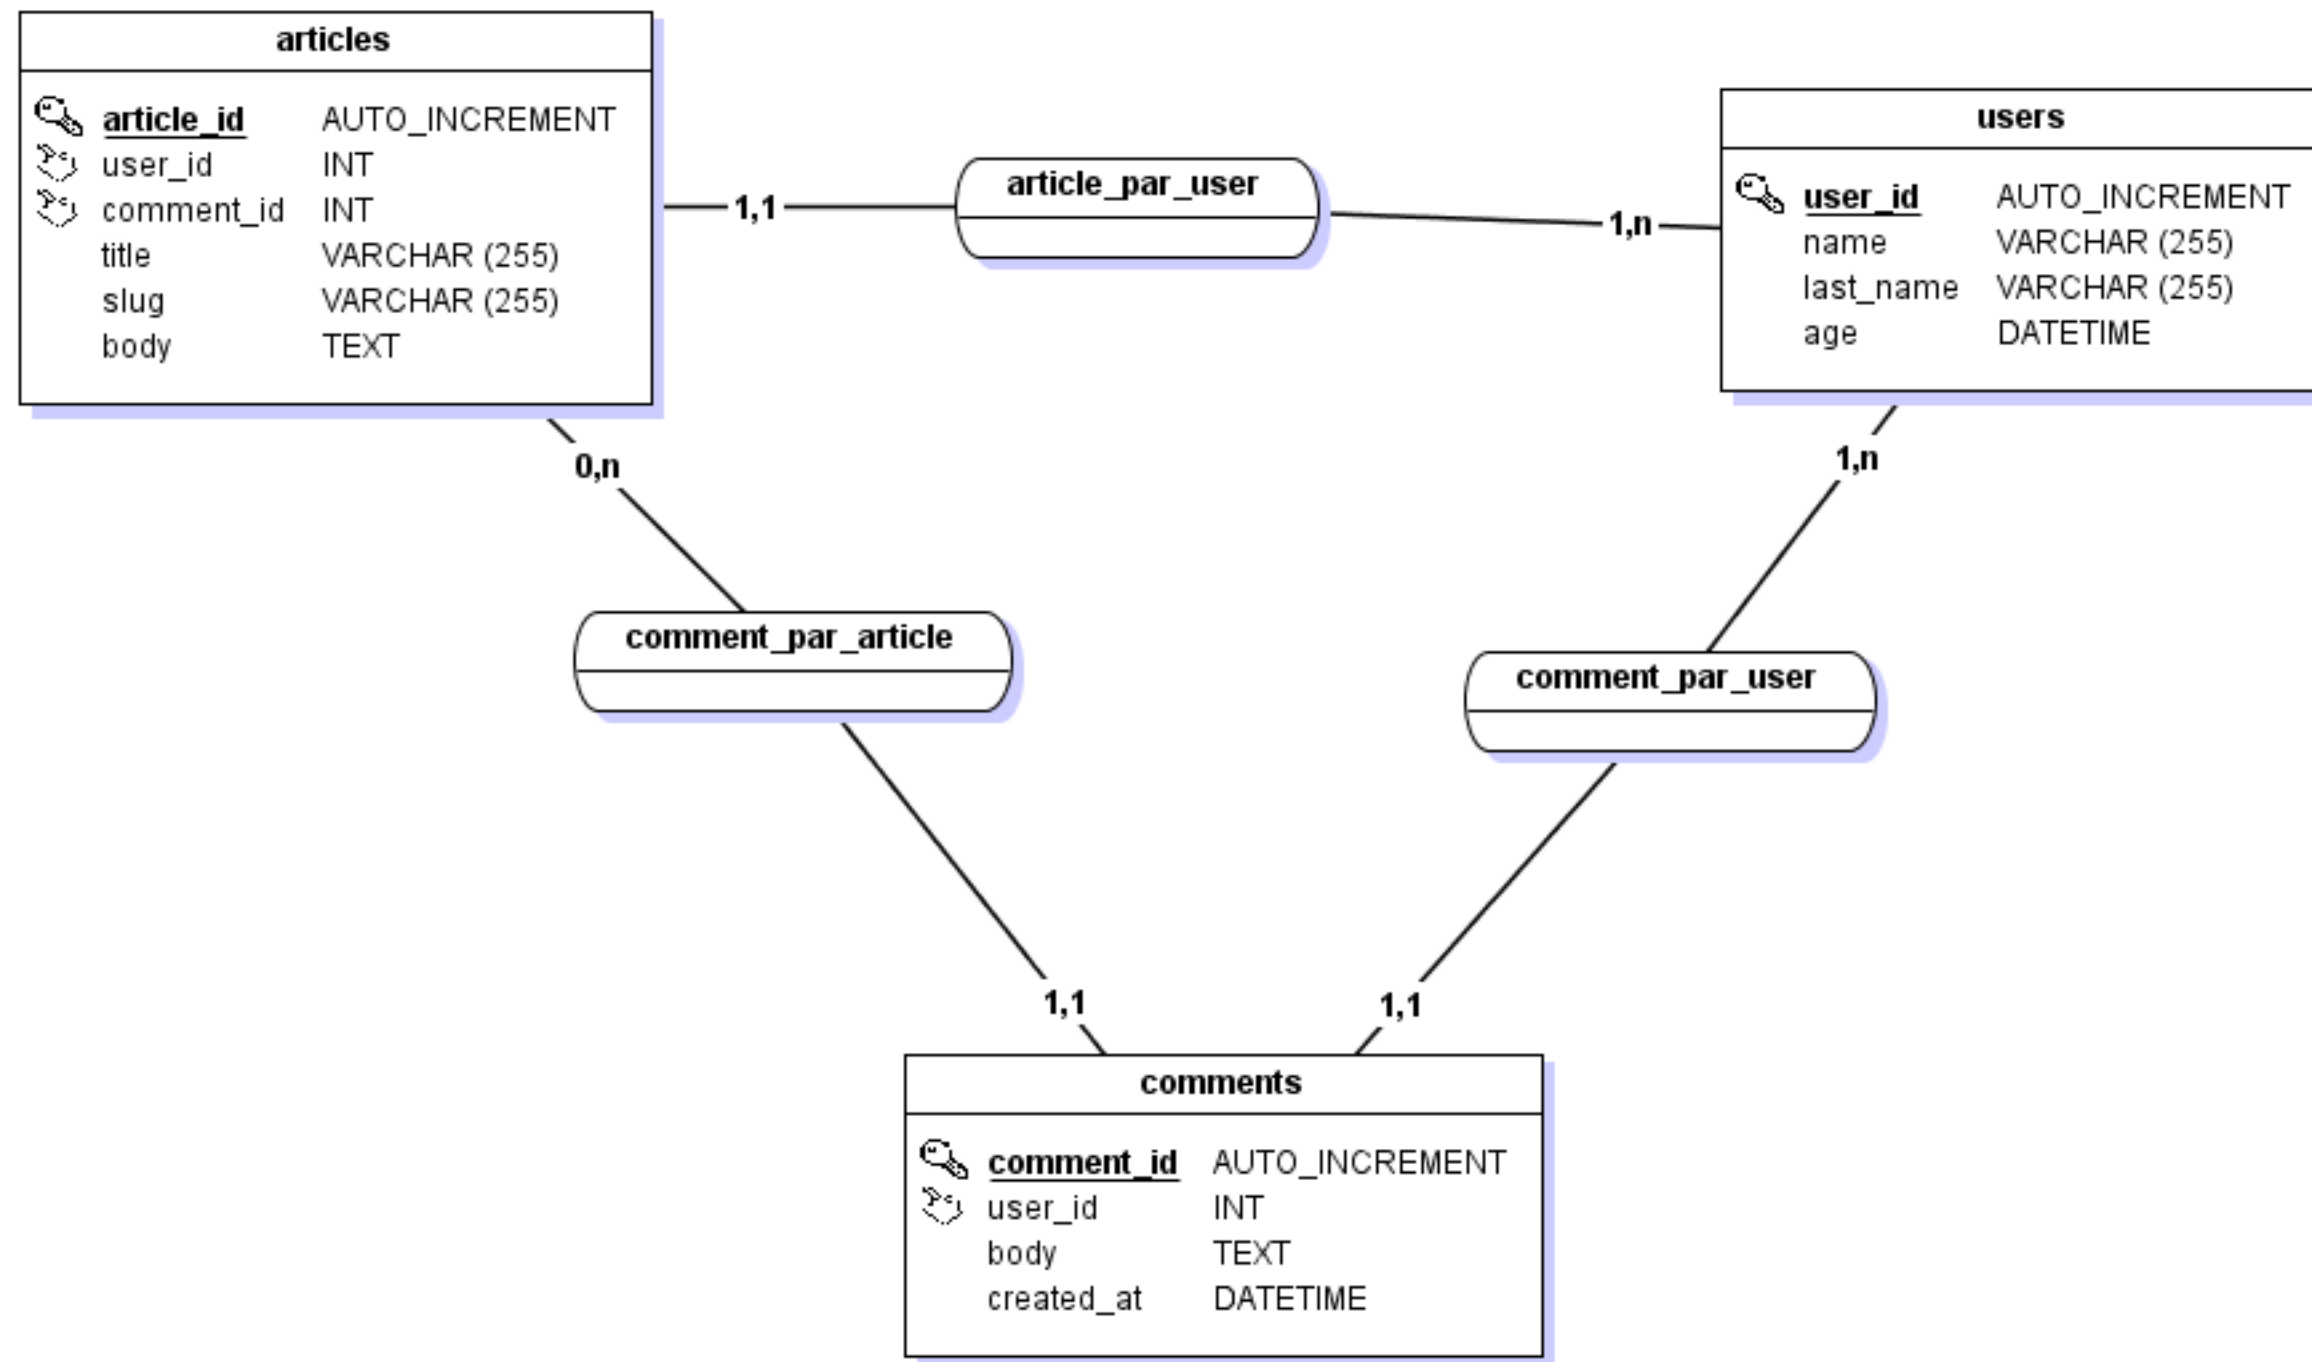 articles
article_id AUTO_INCREMENT
user_id INT
comment_id INT
title VARCHAR (255)
slug VARCHAR (255)
body TEXT
1,1
article_par_user
1,n
users
user_id AUTO_INCREMENT
name VARCHAR (255)
last_name VARCHAR (255)
age DATETIME
0,n
1,n
comment_par_article
comment_par_user
1,1
1,1
comments
comment_id AUTO_INCREMENT
user_id INT
body TEXT
created_at DATETIME